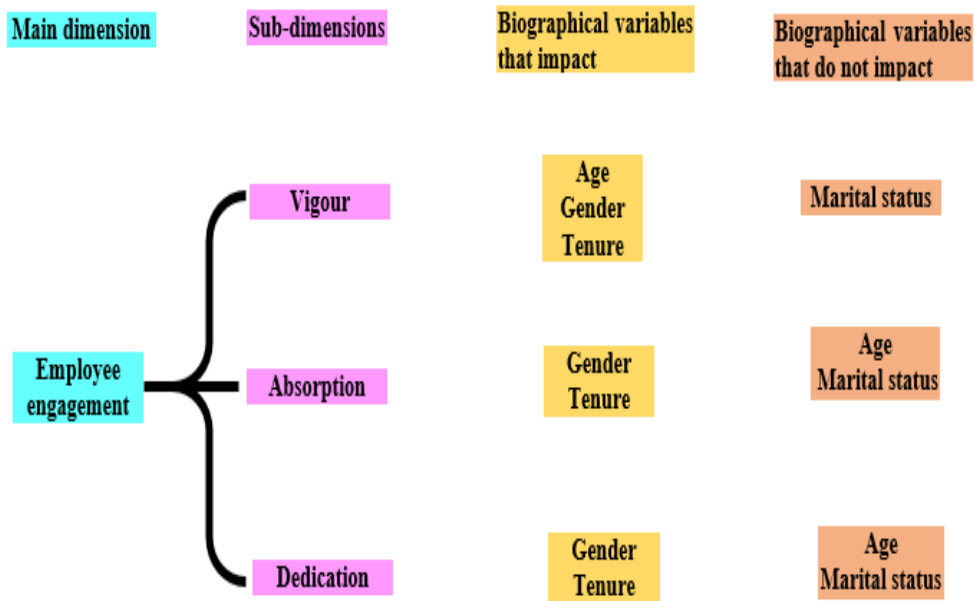 Main dimension
Sub-dimensions
Biographical variables
that impact
Biographical variables
that do not impact
Vigour
Age
Gender
Tenure
Marital status
Employee
engagement
Absorption
Gender
Tenure
Age
Marital status
Dedication
Gender
Tenure
Age
Marital status